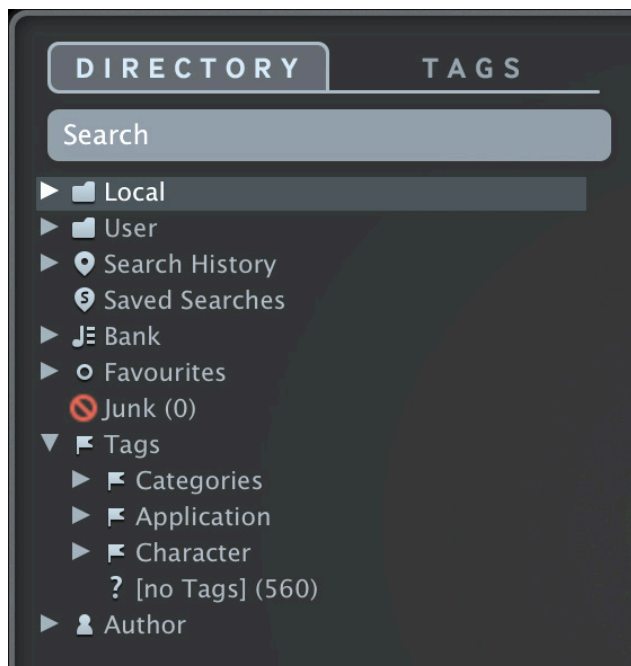 DIRECTORY TAGS
Search
Local
User
Search History
Saved Searches
Bank
Favourites
Junk (0)
Tags
Categories
Application
Character
? [no Tags] (560)
Author